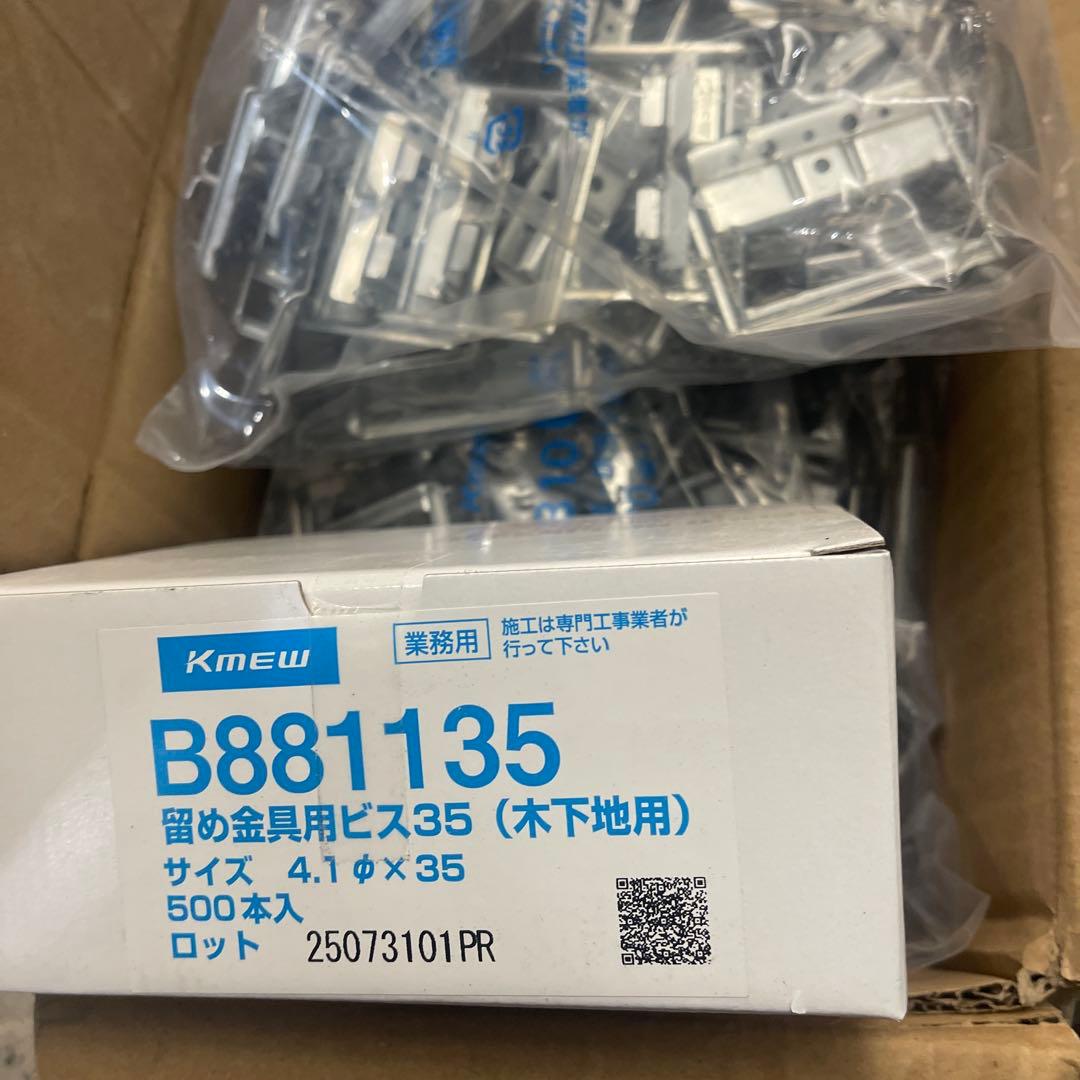 KMEW
業務用
施工は専門工事業者が
行って下さい
B881135
留め金具用ビス35（木下地用）
サイズ 4.1φ×35
500本入
ロット 25073101PR